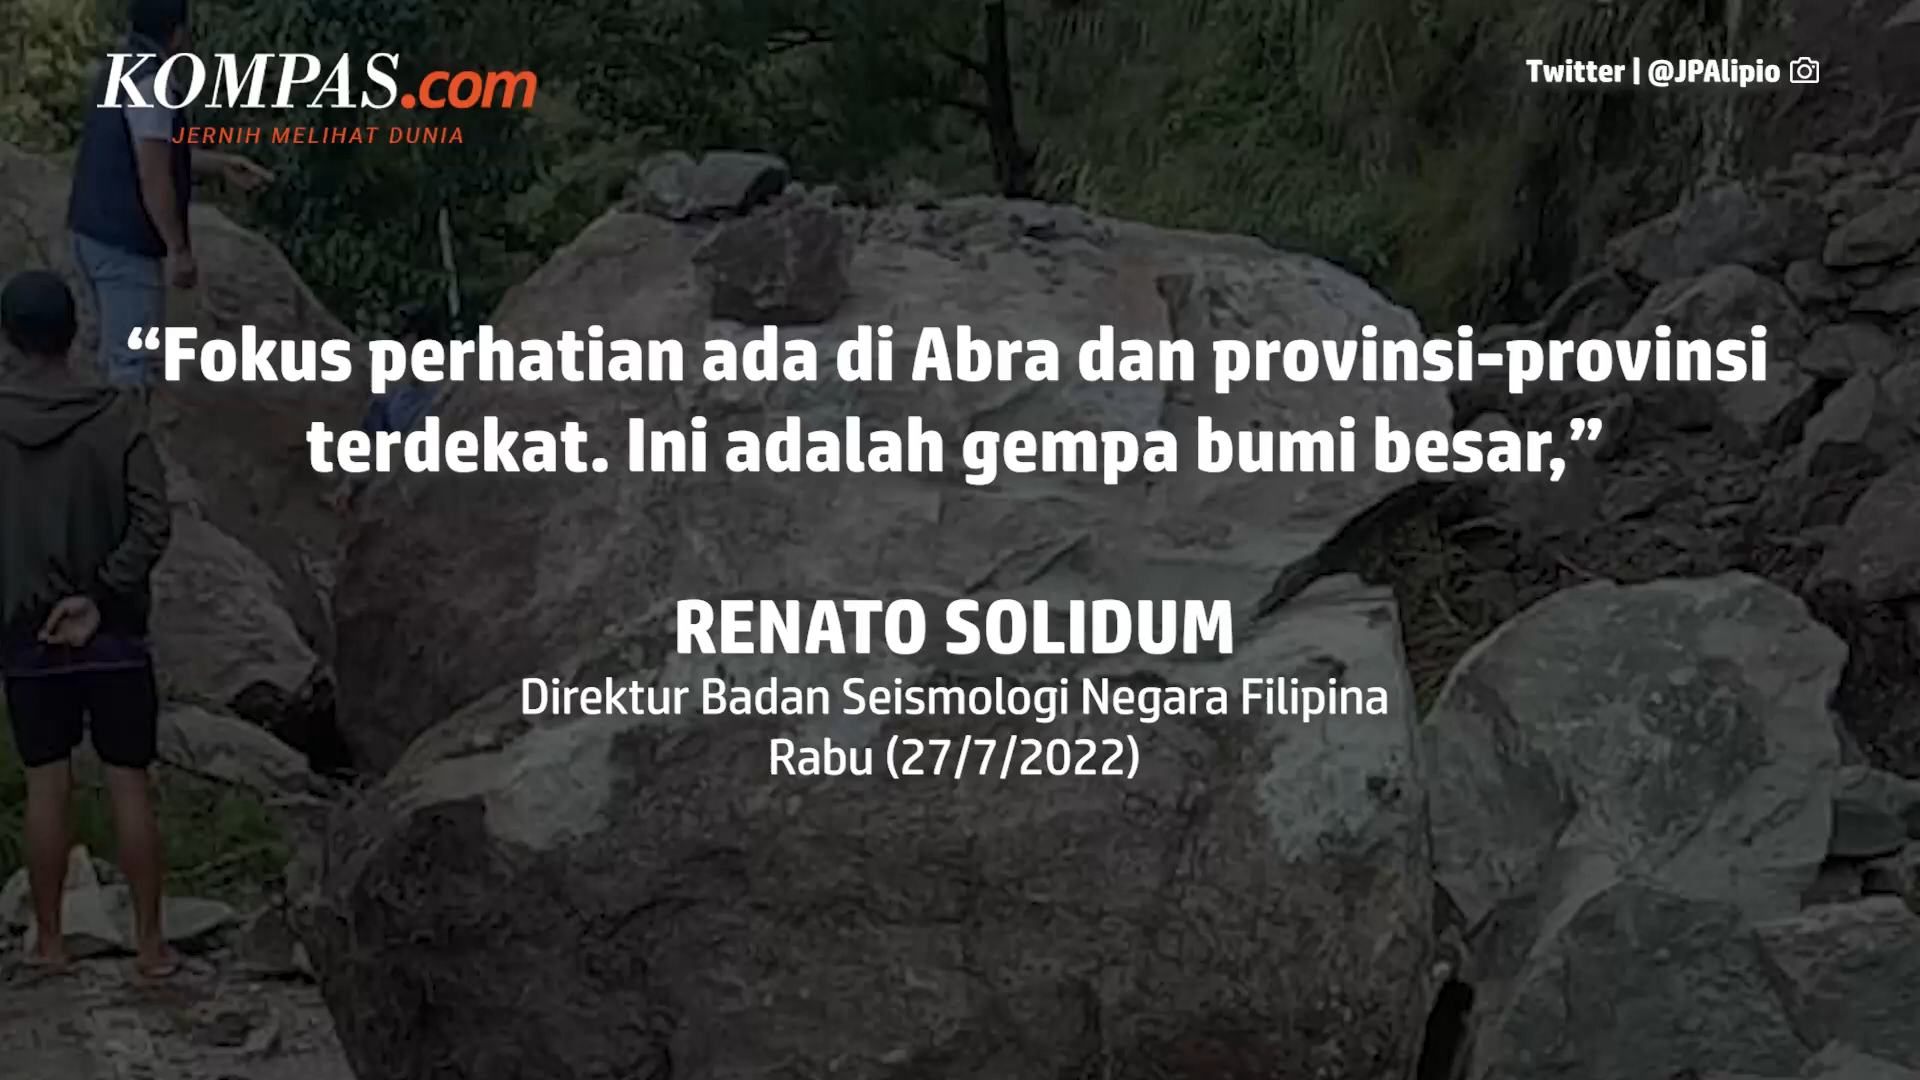 KOMPAS.com
JERNIH MELIHAT DUNIA
Twitter | @JPAlipio
“Fokus perhatian ada di Abra dan provinsi-provinsi
terdekat. Ini adalah gempa bumi besar,”
RENATO SOLIDUM
Direktur Badan Seismologi Negara Filipina
Rabu (27/7/2022)